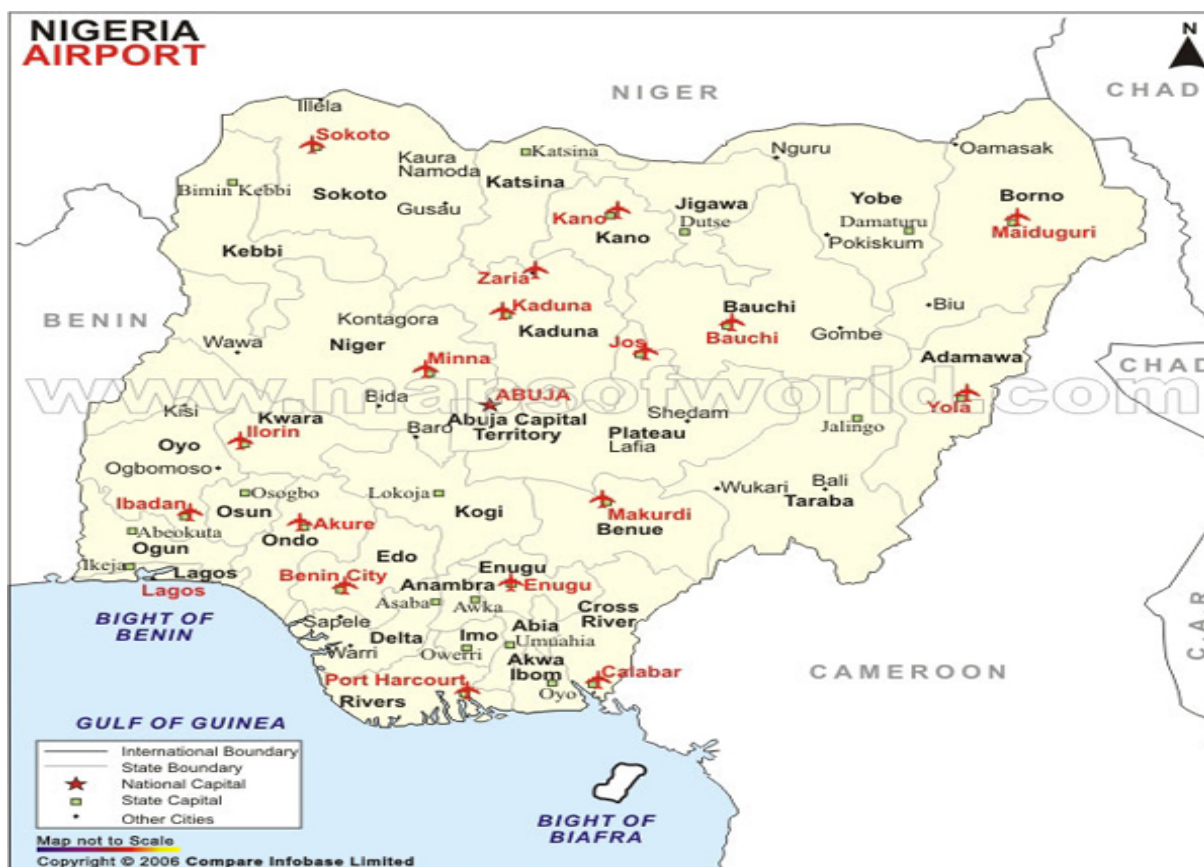 NIGERIA
AIRPORT
N
NIGER
CHAD
Illela
Sokoto
Kaura
Namoda
Katsina
Katsina
Nguru
Oamasak
Bimin Kebbi
Sokoto
Gusau
Kano
Kano
Jigawa
Dutse
Yobe
Damaturu
Pokiskum
Borno
Maiduguri
Kebbi
Zaria
Kaduna
Kaduna
Bauchi
Bauchi
Biu
Gombe
BENIN
Kontagora
Wawa
Niger
Minna
Jos
Adamawa
CHAD
www.mapsofworld.com
Kisi
Bida
ABUJA
Abuja Capital
Territory
Shedam
Yola
Kwara
Ilorin
Baro
Plateau
Lafia
Jalingo
Oyo
Ogbomoso
Ibadan
Osogbo
Osun
Lokoja
Kogi
Makurdi
Benue
Wukari
Bali
Taraba
Abeokuta
Akure
Ondo
Ogun
Ikeja
Lagos
Lagos
Edo
Benin City
Enugu
Enugu
Anambra
Asaba
Awka
Cross
River
BIGHT OF
BENIN
Sapele
Delta
Warri
Imo
Owerri
Abia
Umuahia
Akwa
Ibom
Oyo
Calabar
Port Harcourt
Rivers
CAMEROON
CAR
GULF OF GUINEA
International Boundary
State Boundary
National Capital
State Capital
Other Cities
BIGHT OF
BIAFRA
Map not to Scale
Copyright © 2006 Compare Infobase Limited